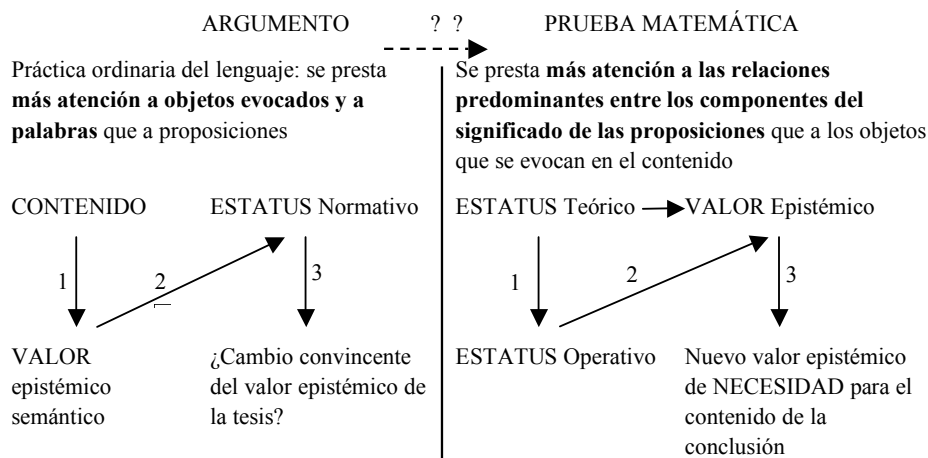 ARGUMENTO ? ? PRUEBA MATEMÁTICA
Práctica ordinaria del lenguaje: se presta
más atención a objetos evocados y a
palabras que a proposiciones
Se presta más atención a las relaciones
predominantes entre los componentes del
significado de las proposiciones que a los objetos
que se evocan en el contenido
CONTENIDO ESTATUS Normativo
1 2 3
VALOR
epistémico
semántico
¿Cambio convincente
del valor epistémico de
la tesis?
ESTATUS Teórico VALOR Epistémico
1 2 3
ESTATUS Operativo
Nuevo valor epistémico
de NECESIDAD para el
contenido de la
conclusión